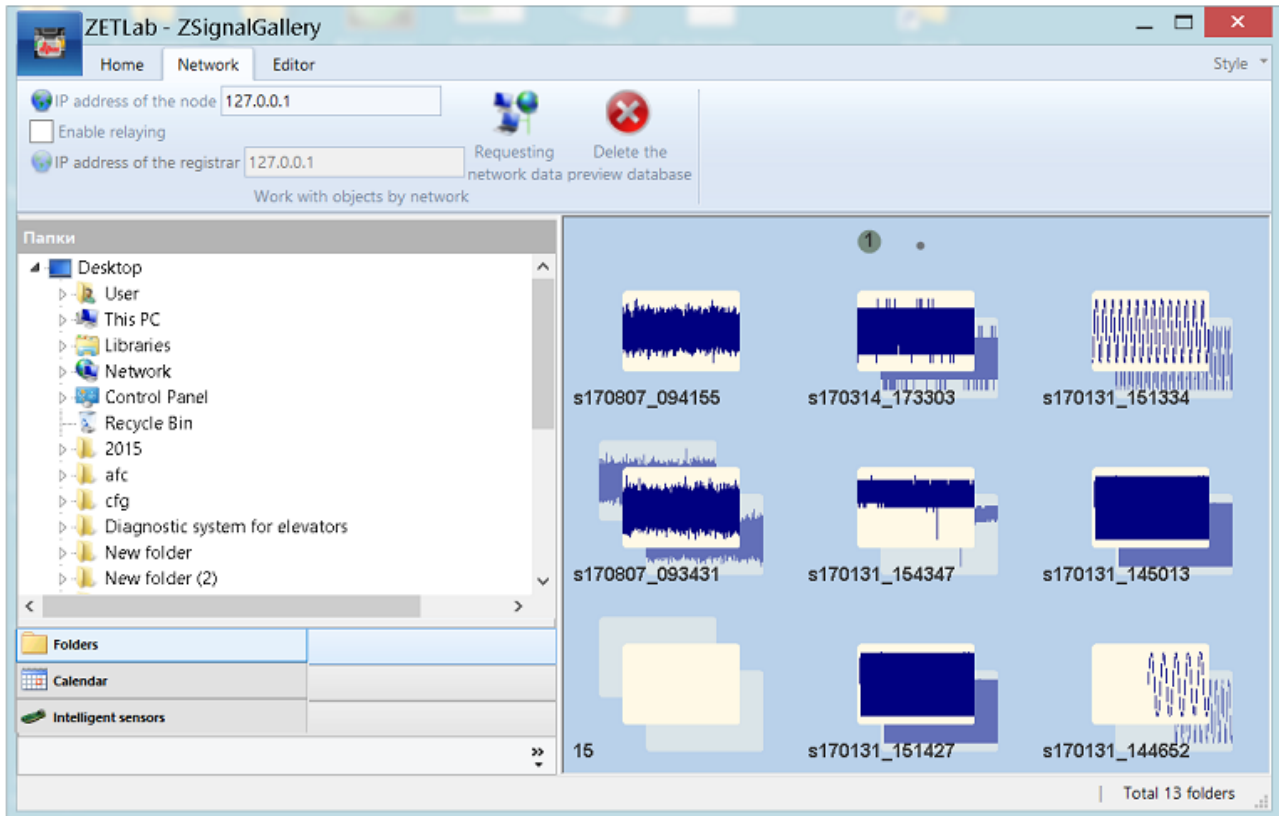 ZETLab - ZSignalGallery
Home Network Editor Style
IP address of the node 127.0.0.1
Enable relaying
IP address of the registrar 127.0.0.1
Requesting
network data
Delete the
preview database
Work with objects by network
Папки
Desktop
User
This PC
Libraries
Network
Control Panel
Recycle Bin
2015
afc
cfg
Diagnostic system for elevators
New folder
New folder (2)
Folders
Calendar
Intelligent sensors
1
s170807_094155 s170314_173303 s170131_151334
s170807_093431 s170131_154347 s170131_145013
15 s170131_151427 s170131_144652
Total 13 folders